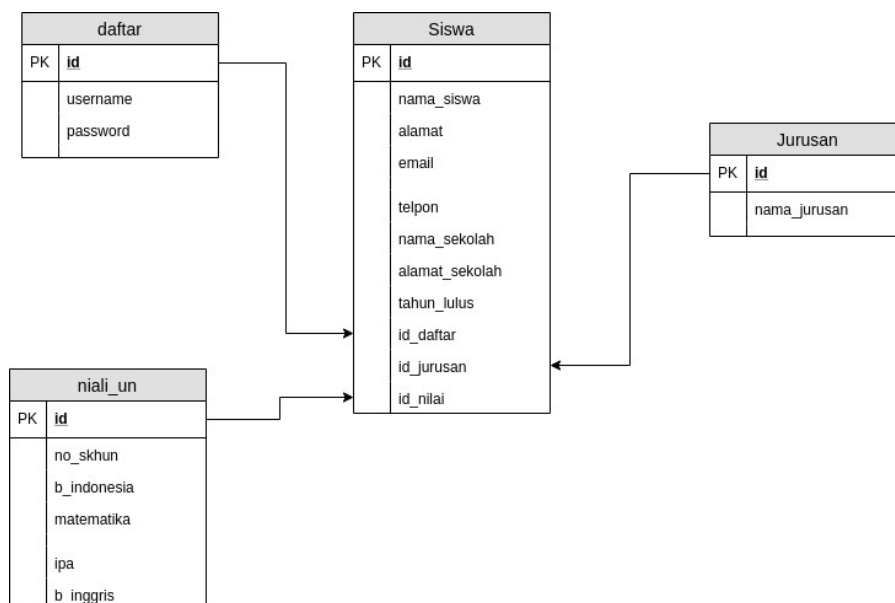 daftar
PK id
username
password
Siswa
PK id
nama_siswa
alamat
email
telpon
nama_sekolah
alamat_sekolah
tahun_lulus
id_daftar
id_jurusan
id_nilai
Jurusan
PK id
nama_jurusan
niali_un
PK id
no_skhun
b_indonesia
matematika
ipa
b_inggris